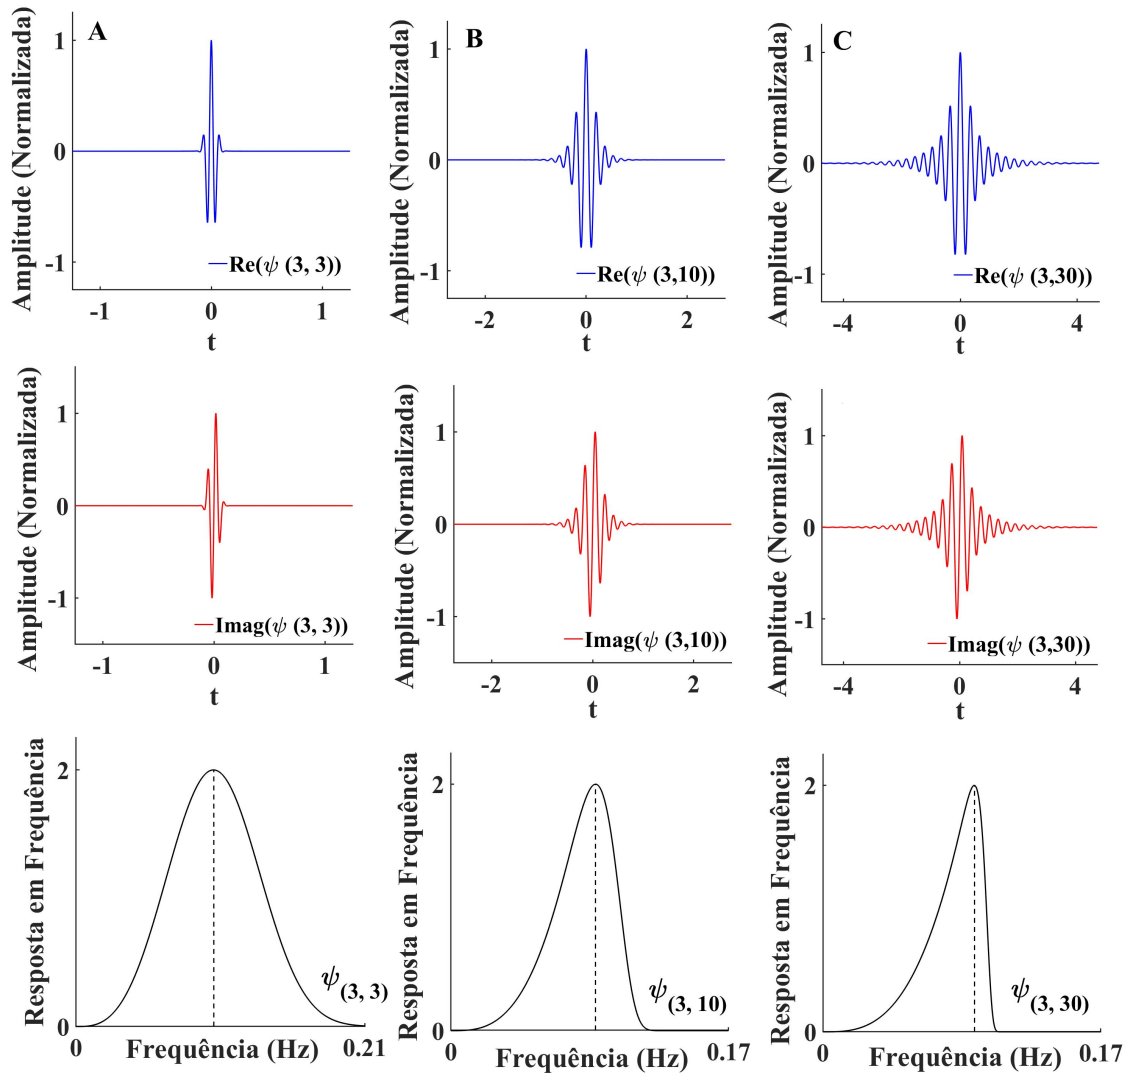 A
Amplitude (Normalizada)
1
0
-1
Re(ψ (3, 3))
-1 0 1
t
B
Amplitude (Normalizada)
1
0
-1
Re(ψ (3,10))
-2 0 2
t
C
Amplitude (Normalizada)
1
0
-1
Re(ψ (3,30))
-4 0 4
t
Amplitude (Normalizada)
1
0
-1
Imag(ψ (3, 3))
-1 0 1
t
Amplitude (Normalizada)
1
0
-1
Imag(ψ (3,10))
-2 0 2
t
Amplitude (Normalizada)
1
0
-1
Imag(ψ (3,30))
-4 0 4
t
Resposta em Frequência
2
0
ψ(3, 3)
0 0.21
Frequência (Hz)
Resposta em Frequência
2
0
ψ(3, 10)
0 0.17
Frequência (Hz)
Resposta em Frequência
2
0
ψ(3, 30)
0 0.17
Frequência (Hz)